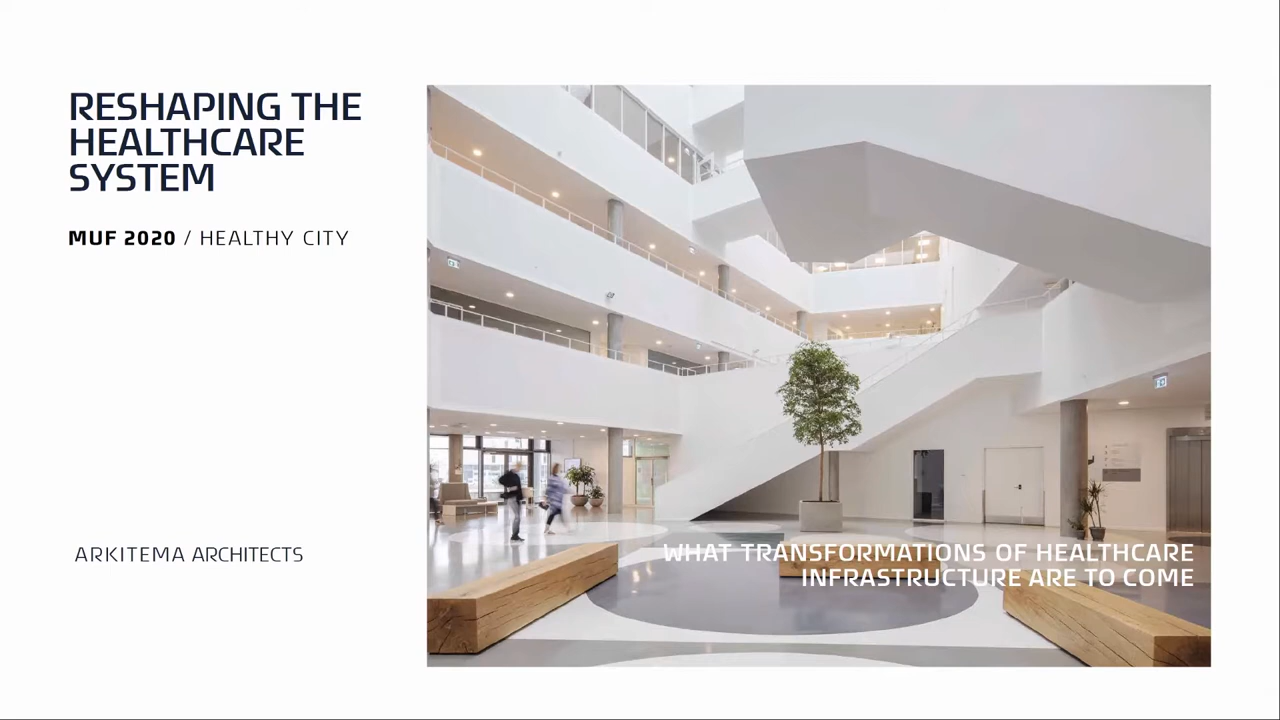 RESHAPING THE
HEALTHCARE
SYSTEM
MUF 2020 / HEALTHY CITY
ARKITEMA ARCHITECTS
WHAT TRANSFORMATIONS OF HEALTHCARE
INFRASTRUCTURE ARE TO COME